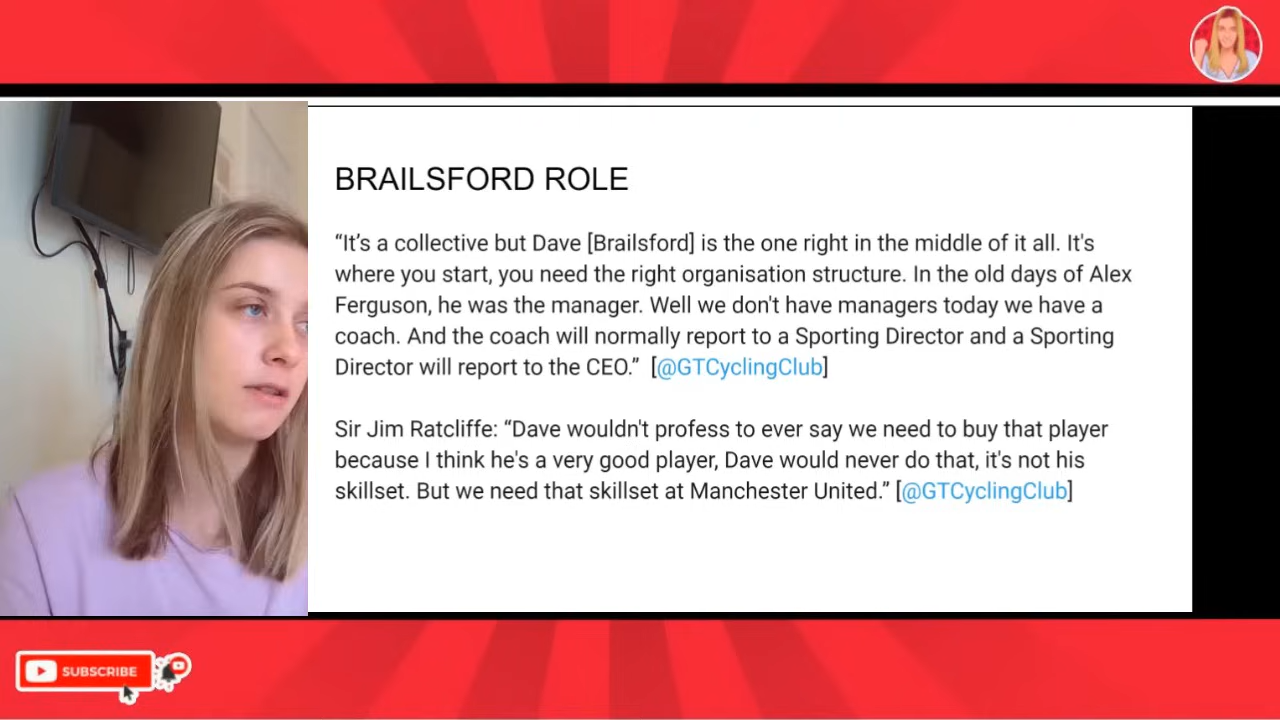 BRAILSFORD ROLE
“It’s a collective but Dave [Brailsford] is the one right in the middle of it all. It's
where you start, you need the right organisation structure. In the old days of Alex
Ferguson, he was the manager. Well we don't have managers today we have a
coach. And the coach will normally report to a Sporting Director and a Sporting
Director will report to the CEO.” [@GTCyclingClub]
Sir Jim Ratcliffe: “Dave wouldn't profess to ever say we need to buy that player
because I think he's a very good player, Dave would never do that, it's not his
skillset. But we need that skillset at Manchester United.” [@GTCyclingClub]
SUBSCRIBE